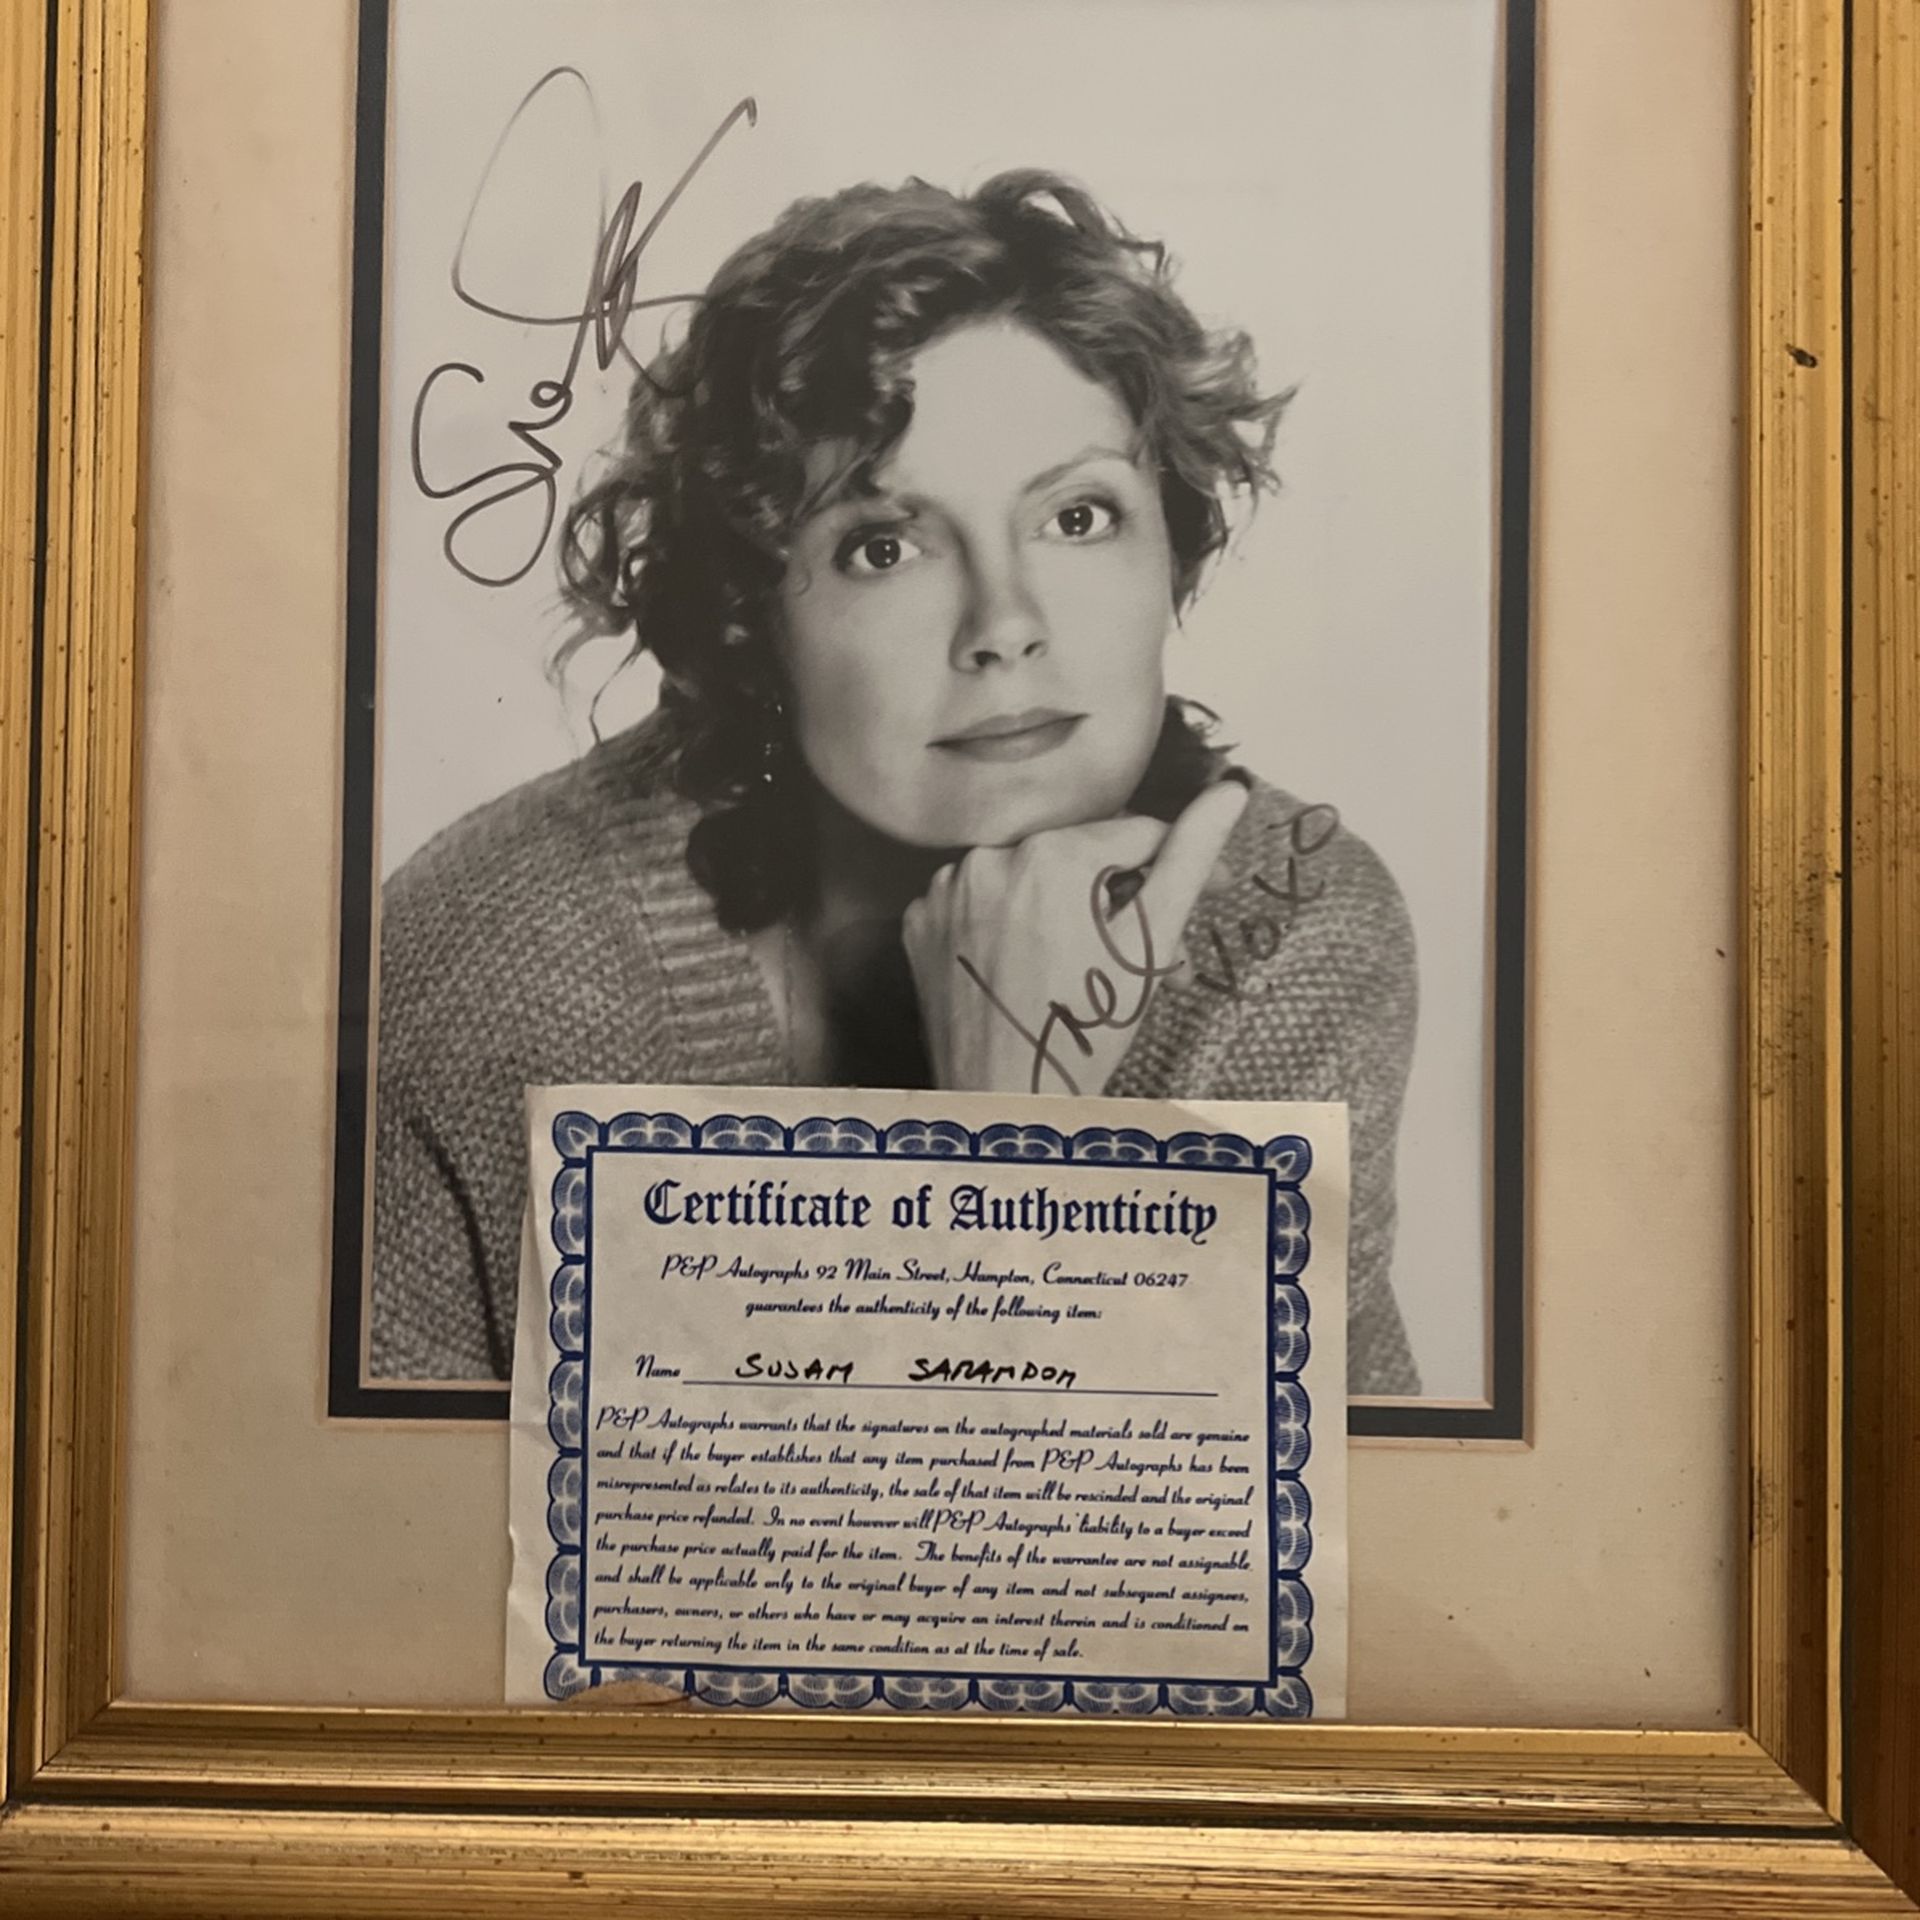 Certificate of Authenticity
P&P Autographs 92 Main Street, Hampton, Connecticut 06247
guarantees the authenticity of the following item:
Name SUSAN SARANDON
P&P Autographs warrants that the signatures on the autographed materials sold are genuine
and that if the buyer establishes that any item purchased from P&P Autographs has been
misrepresented as relates to its authenticity, the sale of that item will be rescinded and the original
purchase price refunded. In no event however will P&P Autographs' liability to a buyer exceed
the purchase price actually paid for the item. The benefits of the warrantee are not assignable
and shall be applicable only to the original buyer of any item and not subsequent assignees,
purchasers, owners, or others who have or may acquire an interest therein and is conditioned on
the buyer returning the item in the same condition as at the time of sale.